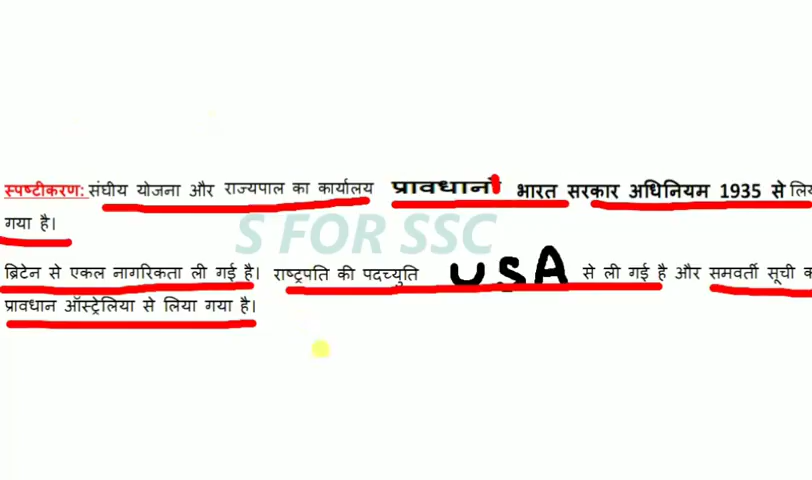 स्पष्टीकरण: संघीय योजना और राज्यपाल का कार्यालय प्रावधानों भारत सरकार अधिनियम 1935 से लिय
गया है।
S FOR SSC
ब्रिटेन से एकल नागरिकता ली गई है। राष्ट्रपति की पदच्युति USA से ली गई है और समवर्ती सूची क
प्रावधान ऑस्ट्रेलिया से लिया गया है।